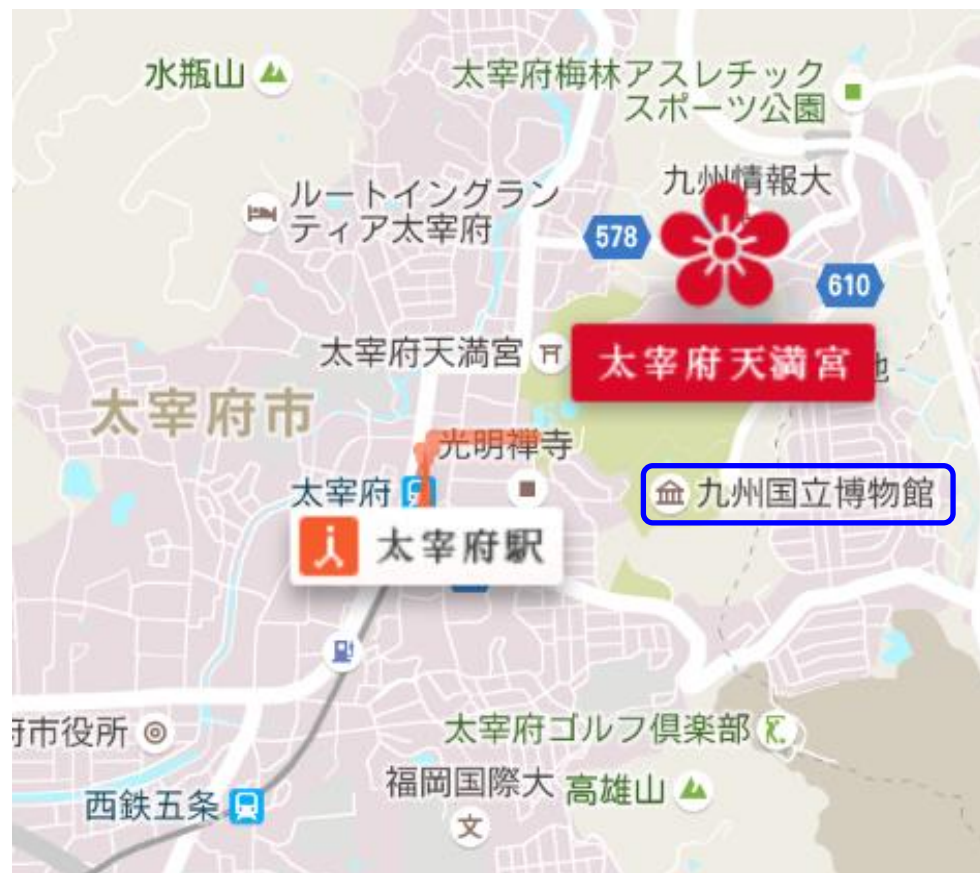 水瓶山
太宰府梅林アスレチック
スポーツ公園
ルートイングラン
ティア太宰府
九州情報大
578
610
太宰府天満宮
太宰府天満宮
地
太宰府市
光明禅寺
太宰府
九州国立博物館
太宰府駅
市役所
太宰府ゴルフ倶楽部
福岡国際大
高雄山
西鉄五条
文